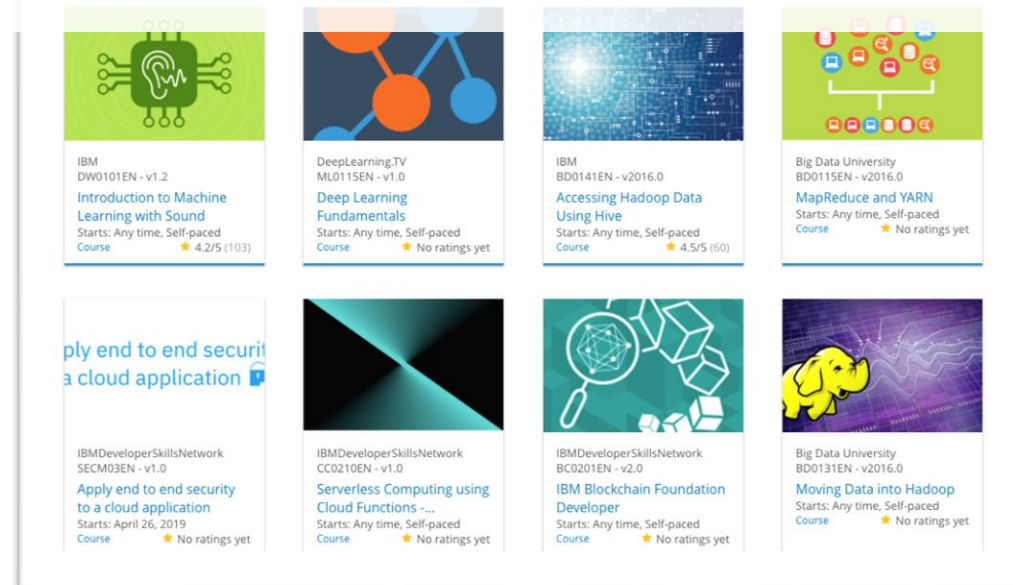 IBM
DW0101EN - v1.2
Introduction to Machine
Learning with Sound
Starts: Any time, Self-paced
Course
4.2/5 (103)
DeepLearning.TV
ML0115EN - v1.0
Deep Learning
Fundamentals
Starts: Any time, Self-paced
Course
No ratings yet
IBM
BD0141EN - v2016.0
Accessing Hadoop Data
Using Hive
Starts: Any time, Self-paced
Course
4.5/5 (60)
Big Data University
BD0115EN - v2016.0
MapReduce and YARN
Starts: Any time, Self-paced
Course
No ratings yet
ply end to end securit
a cloud application
IBMDeveloperSkillsNetwork
SECM03EN - v1.0
Apply end to end security
to a cloud application
Starts: April 26, 2019
Course
No ratings yet
IBMDeveloperSkillsNetwork
CC0210EN - v1.0
Serverless Computing using
Cloud Functions -...
Starts: Any time, Self-paced
Course
No ratings yet
IBMDeveloperSkillsNetwork
BC0201EN - v2.0
IBM Blockchain Foundation
Developer
Starts: Any time, Self-paced
Course
No ratings yet
Big Data University
BD0131EN - v2016.0
Moving Data into Hadoop
Starts: Any time, Self-paced
Course
No ratings yet